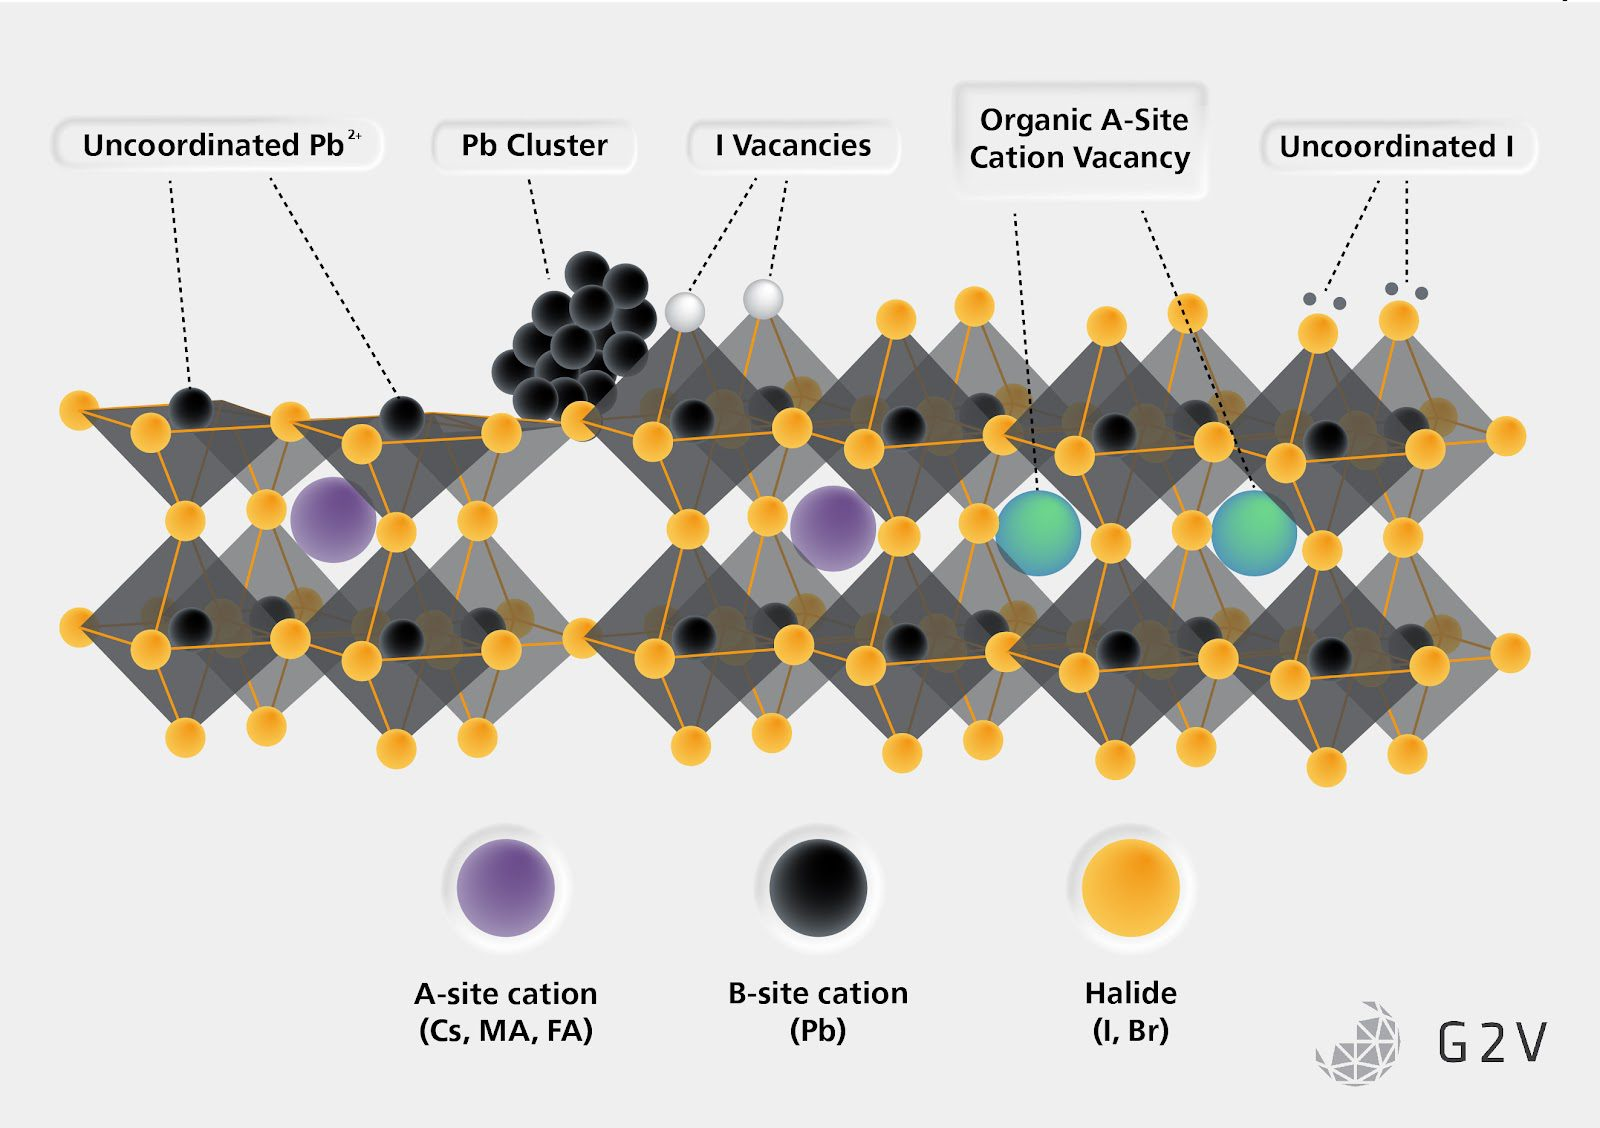 Uncoordinated Pb²⁺
Pb Cluster
I Vacancies
Organic A-Site
Cation Vacancy
Uncoordinated I
A-site cation
(Cs, MA, FA)
B-site cation
(Pb)
Halide
(I, Br)
G2V